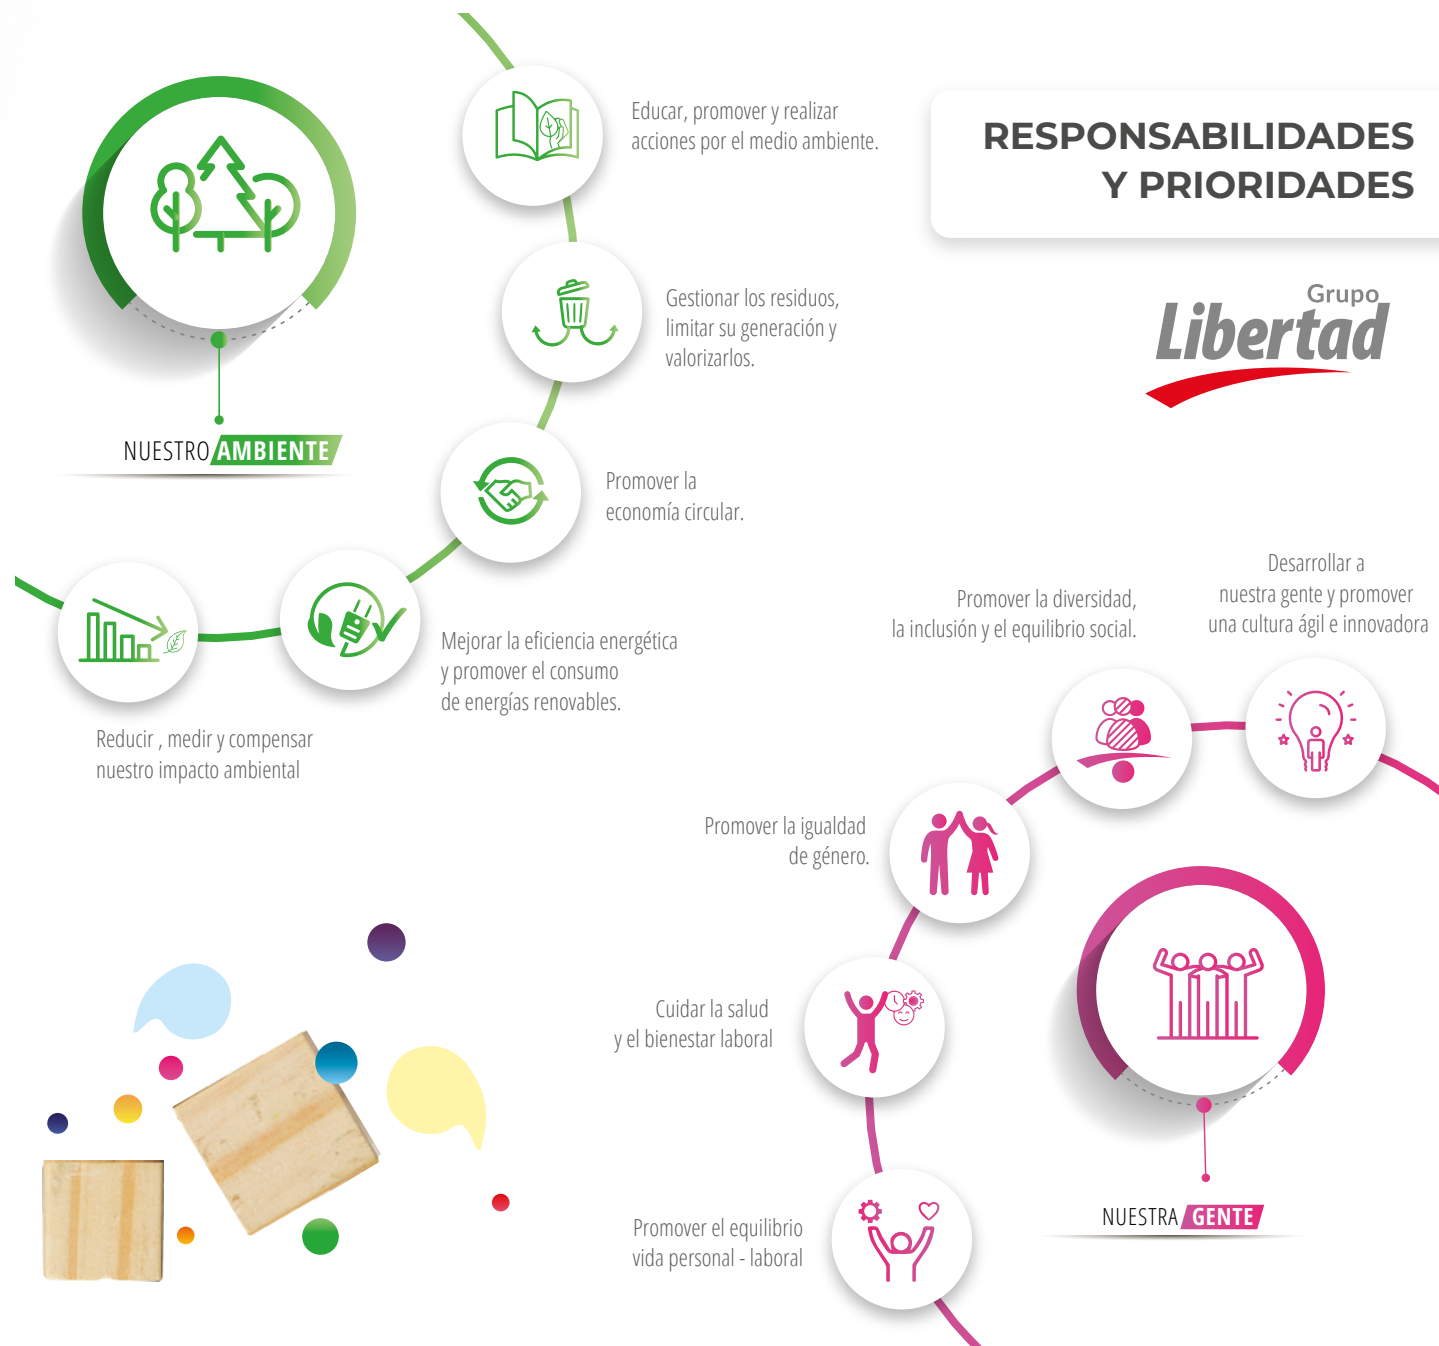 RESPONSABILIDADES
Y PRIORIDADES
Grupo
Libertad
NUESTRO AMBIENTE
Educar, promover y realizar
acciones por el medio ambiente.
Gestionar los residuos,
limitar su generación y
valorizarlos.
Promover la
economía circular.
Mejorar la eficiencia energética
y promover el consumo
de energías renovables.
Reducir , medir y compensar
nuestro impacto ambiental
Desarrollar a
nuestra gente y promover
una cultura ágil e innovadora
Promover la diversidad,
la inclusión y el equilibrio social.
Promover la igualdad
de género.
Cuidar la salud
y el bienestar laboral
Promover el equilibrio
vida personal - laboral
NUESTRA GENTE